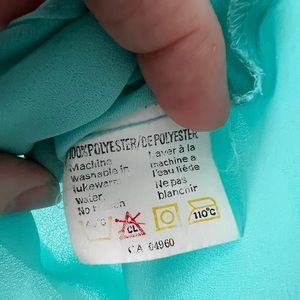 100% POLYESTER/DE POLYESTER
Machine
washable in
lukewarm
water.
No
Laver à la
machine a
l'eau liéde
Ne pas
blanchir
CL
110°C
CA 04960